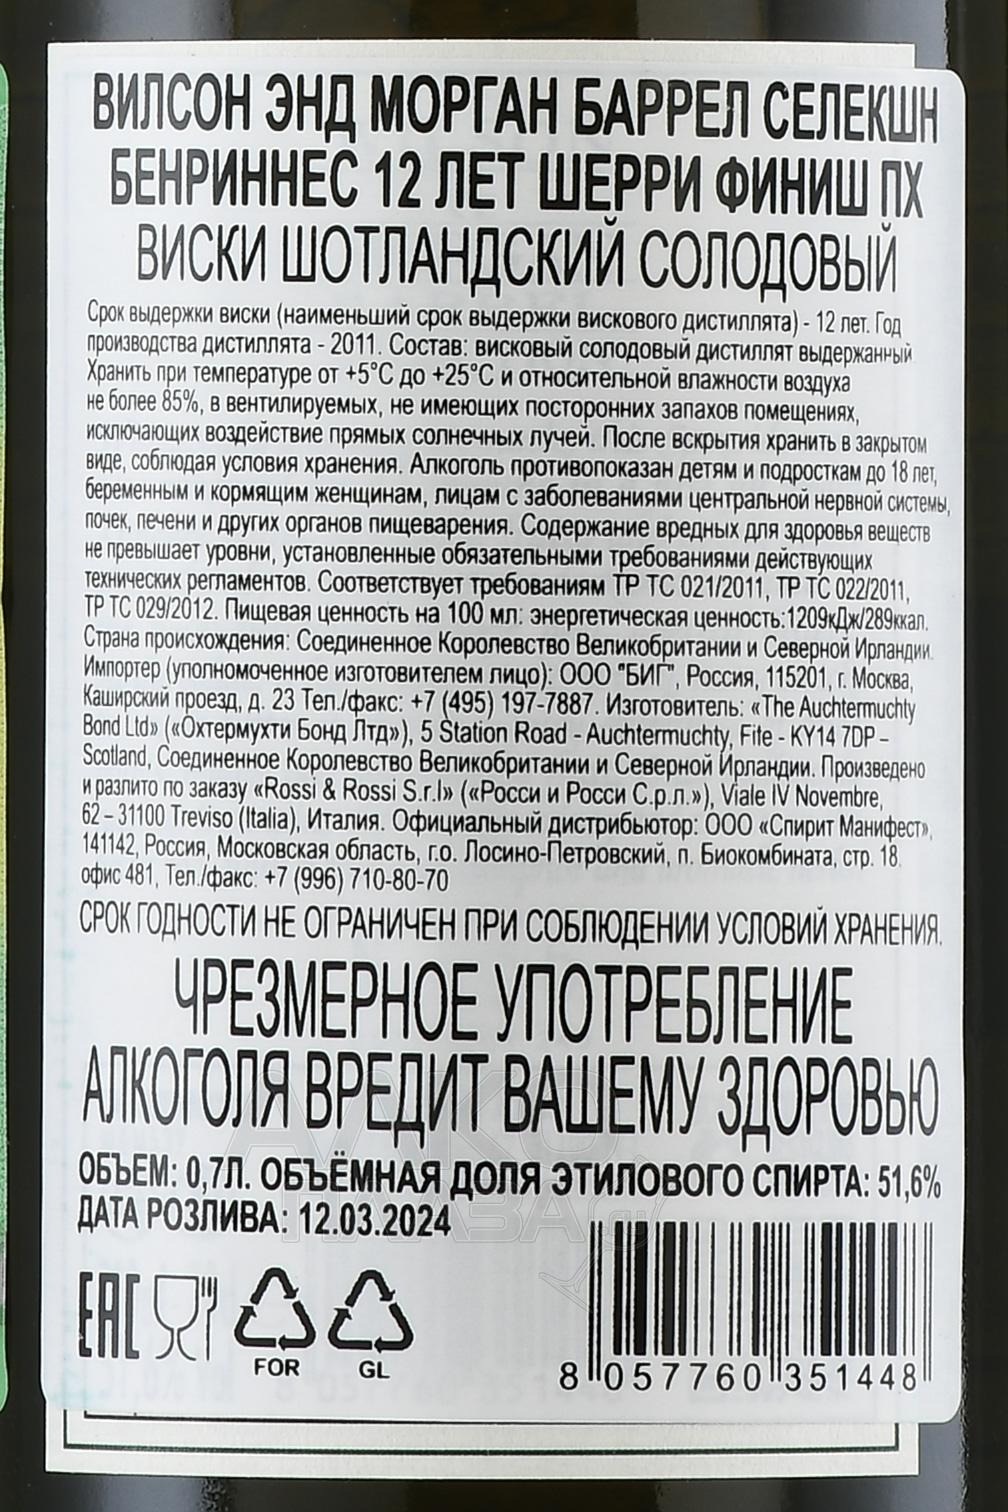 ВИЛСОН ЭНД МОРГАН БАРРЕЛ СЕЛЕКШН
БЕНРИННЕС 12 ЛЕТ ШЕРРИ ФИНИШ ПХ
ВИСКИ ШОТЛАНДСКИЙ СОЛОДОВЫЙ
Срок выдержки виски (наименьший срок выдержки вискового дистиллята) - 12 лет. Год
производства дистиллята - 2011. Состав: висковый солодовый дистиллят выдержанный
Хранить при температуре от +5°С до +25°С и относительной влажности воздуха
не более 85%, в вентилируемых, не имеющих посторонних запахов помещениях,
исключающих воздействие прямых солнечных лучей. После вскрытия хранить в закрытом
виде, соблюдая условия хранения. Алкоголь противопоказан детям и подросткам до 18 лет,
беременным и кормящим женщинам, лицам с заболеваниями центральной нервной системы,
почек, печени и других органов пищеварения. Содержание вредных для здоровья веществ
не превышает уровни, установленные обязательными требованиями действующих
технических регламентов. Соответствует требованиям ТР ТС 021/2011, ТР ТС 022/2011,
ТР ТС 029/2012. Пищевая ценность на 100 мл: энергетическая ценность:1209кДж/289ккал.
Страна происхождения: Соединенное Королевство Великобритании и Северной Ирландии.
Импортер (уполномоченное изготовителем лицо): ООО "БИГ", Россия, 115201, г. Москва,
Каширский проезд, д. 23 Тел./факс: +7 (495) 197-7887. Изготовитель: «The Auchtermuchty
Bond Ltd» («Охтермухти Бонд Лтд»), 5 Station Road - Auchtermuchty, Fife - KY14 7DP –
Scotland, Соединенное Королевство Великобритании и Северной Ирландии. Произведено
и разлито по заказу «Rossi & Rossi S.r.l» («Росси и Росси С.р.л.»), Viale IV Novembre,
62 – 31100 Treviso (Italia), Италия. Официальный дистрибьютор: ООО «Спирит Манифест»,
141142, Россия, Московская область, г.о. Лосино-Петровский, п. Биокомбината, стр. 18.
офис 481, Тел./факс: +7 (996) 710-80-70
СРОК ГОДНОСТИ НЕ ОГРАНИЧЕН ПРИ СОБЛЮДЕНИИ УСЛОВИЙ ХРАНЕНИЯ.
ЧРЕЗМЕРНОЕ УПОТРЕБЛЕНИЕ
АЛКОГОЛЯ ВРЕДИТ ВАШЕМУ ЗДОРОВЬЮ
ОБЪЕМ: 0,7Л. ОБЪЁМНАЯ ДОЛЯ ЭТИЛОВОГО СПИРТА: 51,6%
ДАТА РОЗЛИВА: 12.03.2024
EAC
FOR
GL
8 057760 351448
АЛКО
НАВА
.ru